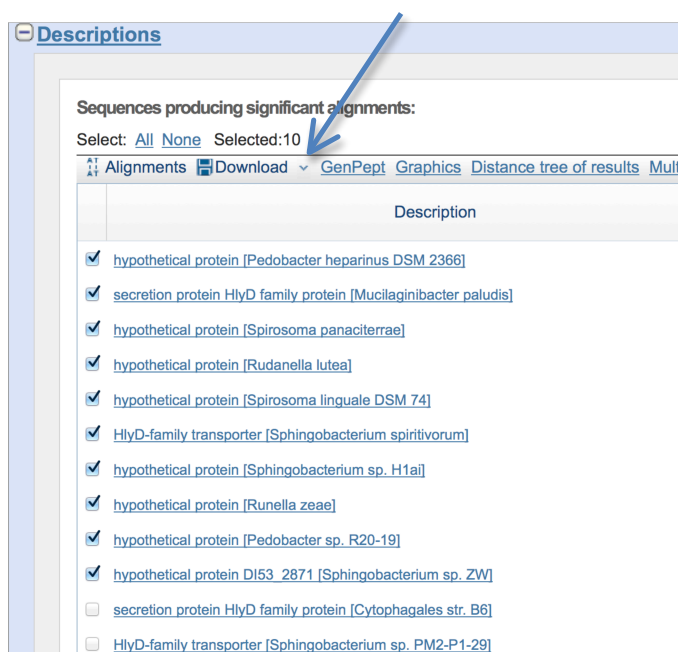 Descriptions
Sequences producing significant alignments:
Select: All None Selected:10
Alignments Download GenPept Graphics Distance tree of results Mult
Description
hypothetical protein [Pedobacter heparinus DSM 2366]
secretion protein HlyD family protein [Mucilaginibacter paludis]
hypothetical protein [Spirosoma panaciterrae]
hypothetical protein [Rudanella lutea]
hypothetical protein [Spirosoma linguale DSM 74]
HlyD-family transporter [Sphingobacterium spiritivorum]
hypothetical protein [Sphingobacterium sp. H1ai]
hypothetical protein [Runella zeae]
hypothetical protein [Pedobacter sp. R20-19]
hypothetical protein DI53_2871 [Sphingobacterium sp. ZW]
secretion protein HlyD family protein [Cytophagales str. B6]
HlyD-family transporter [Sphingobacterium sp. PM2-P1-29]